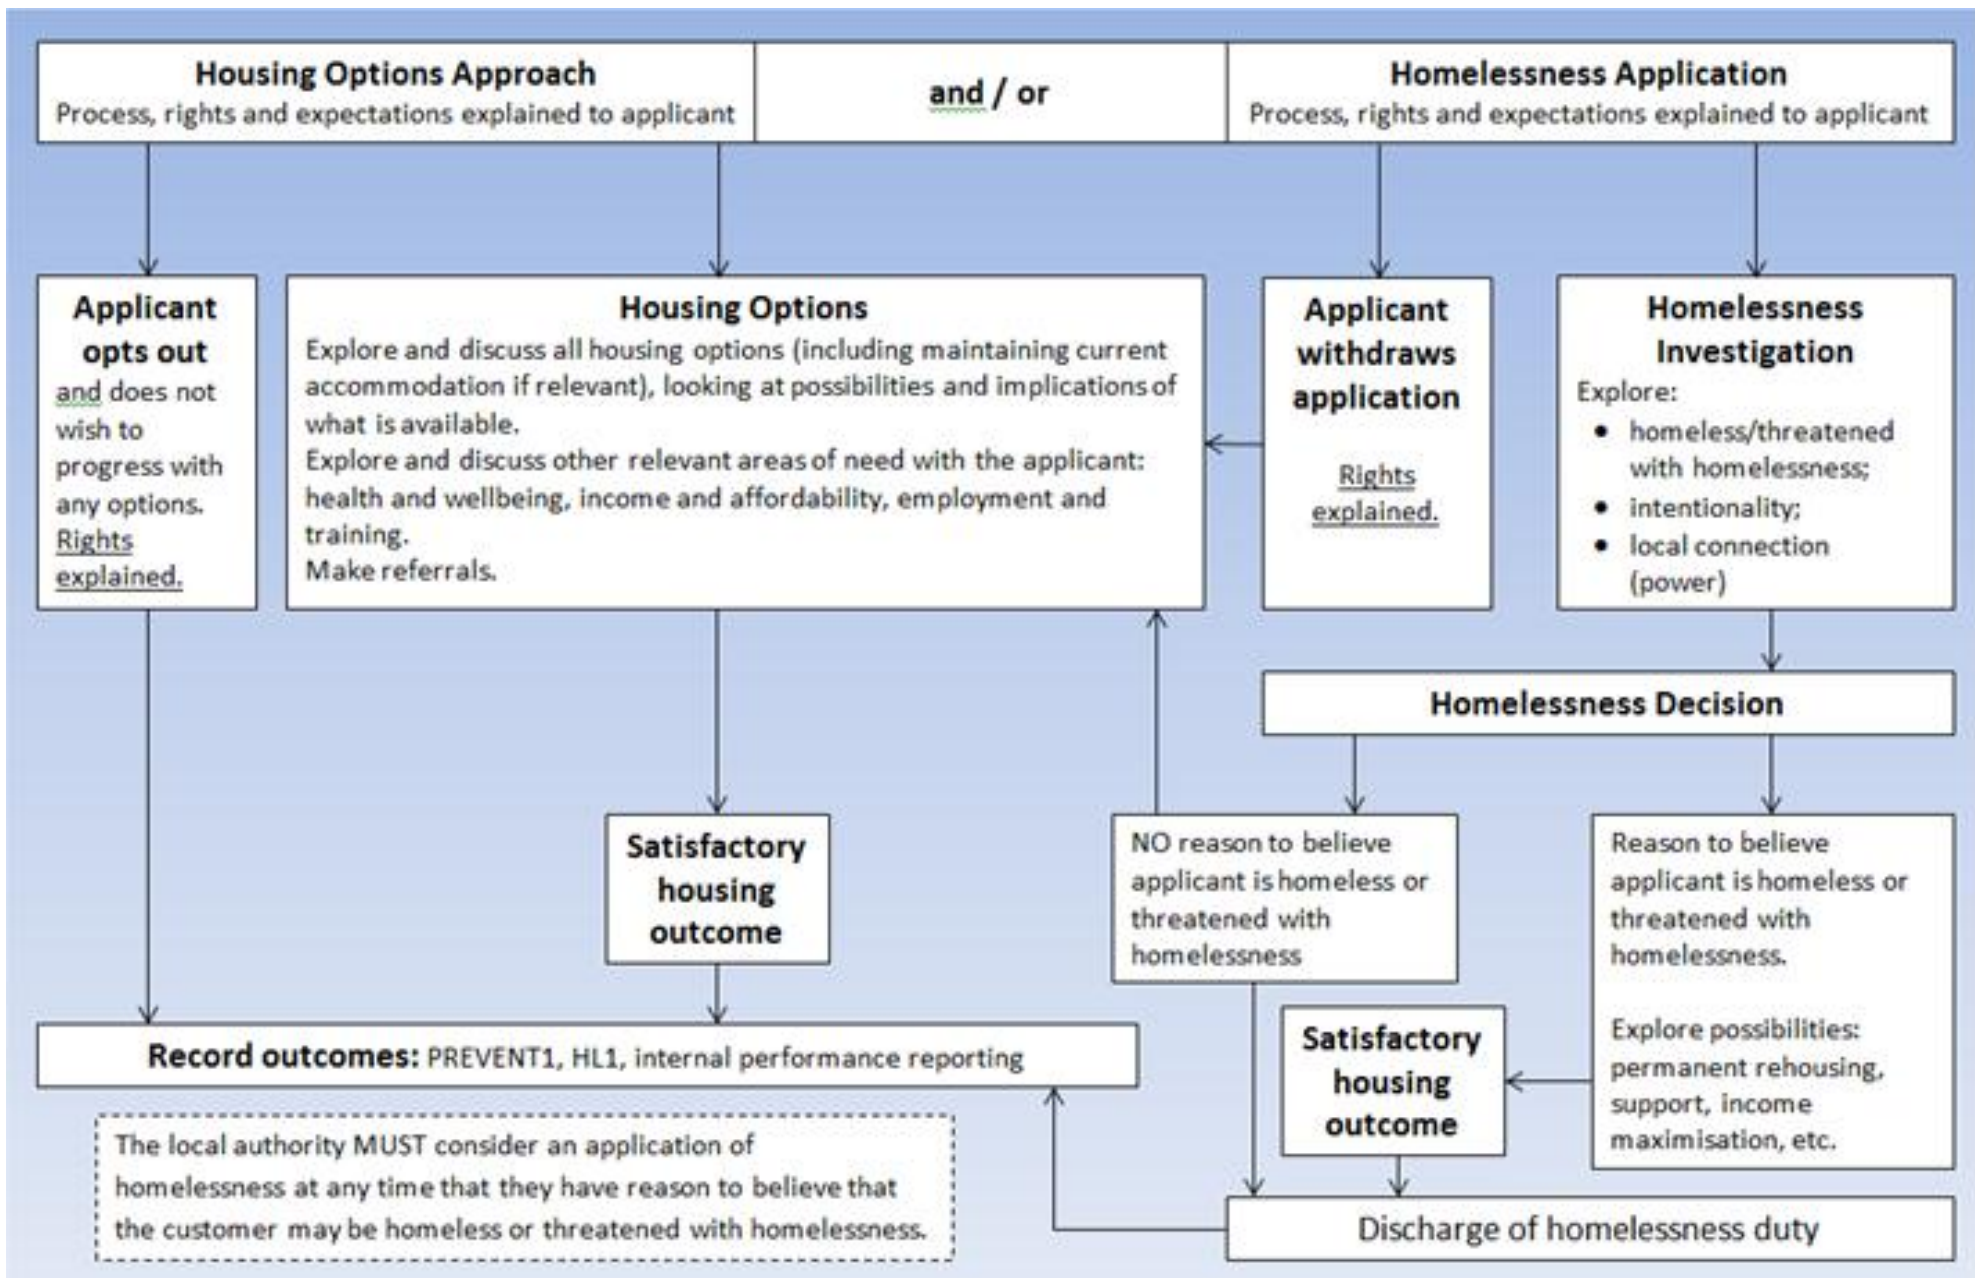 Housing Options Approach
Process, rights and expectations explained to applicant
and / or
Homelessness Application
Process, rights and expectations explained to applicant
Applicant
opts out
and does not
wish to
progress with
any options.
Rights
explained.
Housing Options
Explore and discuss all housing options (including maintaining current
accommodation if relevant), looking at possibilities and implications of
what is available.
Explore and discuss other relevant areas of need with the applicant:
health and wellbeing, income and affordability, employment and
training.
Make referrals.
Applicant
withdraws
application
Rights
explained.
Homelessness
Investigation
Explore:
• homeless/threatened
with homelessness;
• intentionality;
• local connection
(power)
Homelessness Decision
Satisfactory
housing
outcome
NO reason to believe
applicant is homeless or
threatened with
homelessness
Reason to believe
applicant is homeless or
threatened with
homelessness.
Explore possibilities:
permanent rehousing,
support, income
maximisation, etc.
Satisfactory
housing
outcome
Record outcomes: PREVENT1, HL1, internal performance reporting
The local authority MUST consider an application of
homelessness at any time that they have reason to believe that
the customer may be homeless or threatened with homelessness.
Discharge of homelessness duty